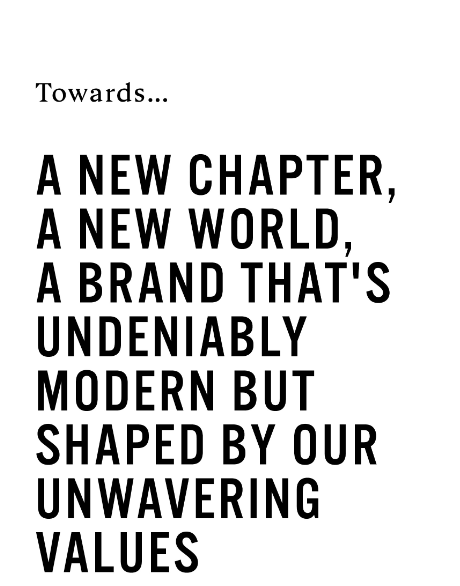 Towards...
A NEW CHAPTER,
A NEW WORLD,
A BRAND THAT'S
UNDENIABLY
MODERN BUT
SHAPED BY OUR
UNWAVERING
VALUES